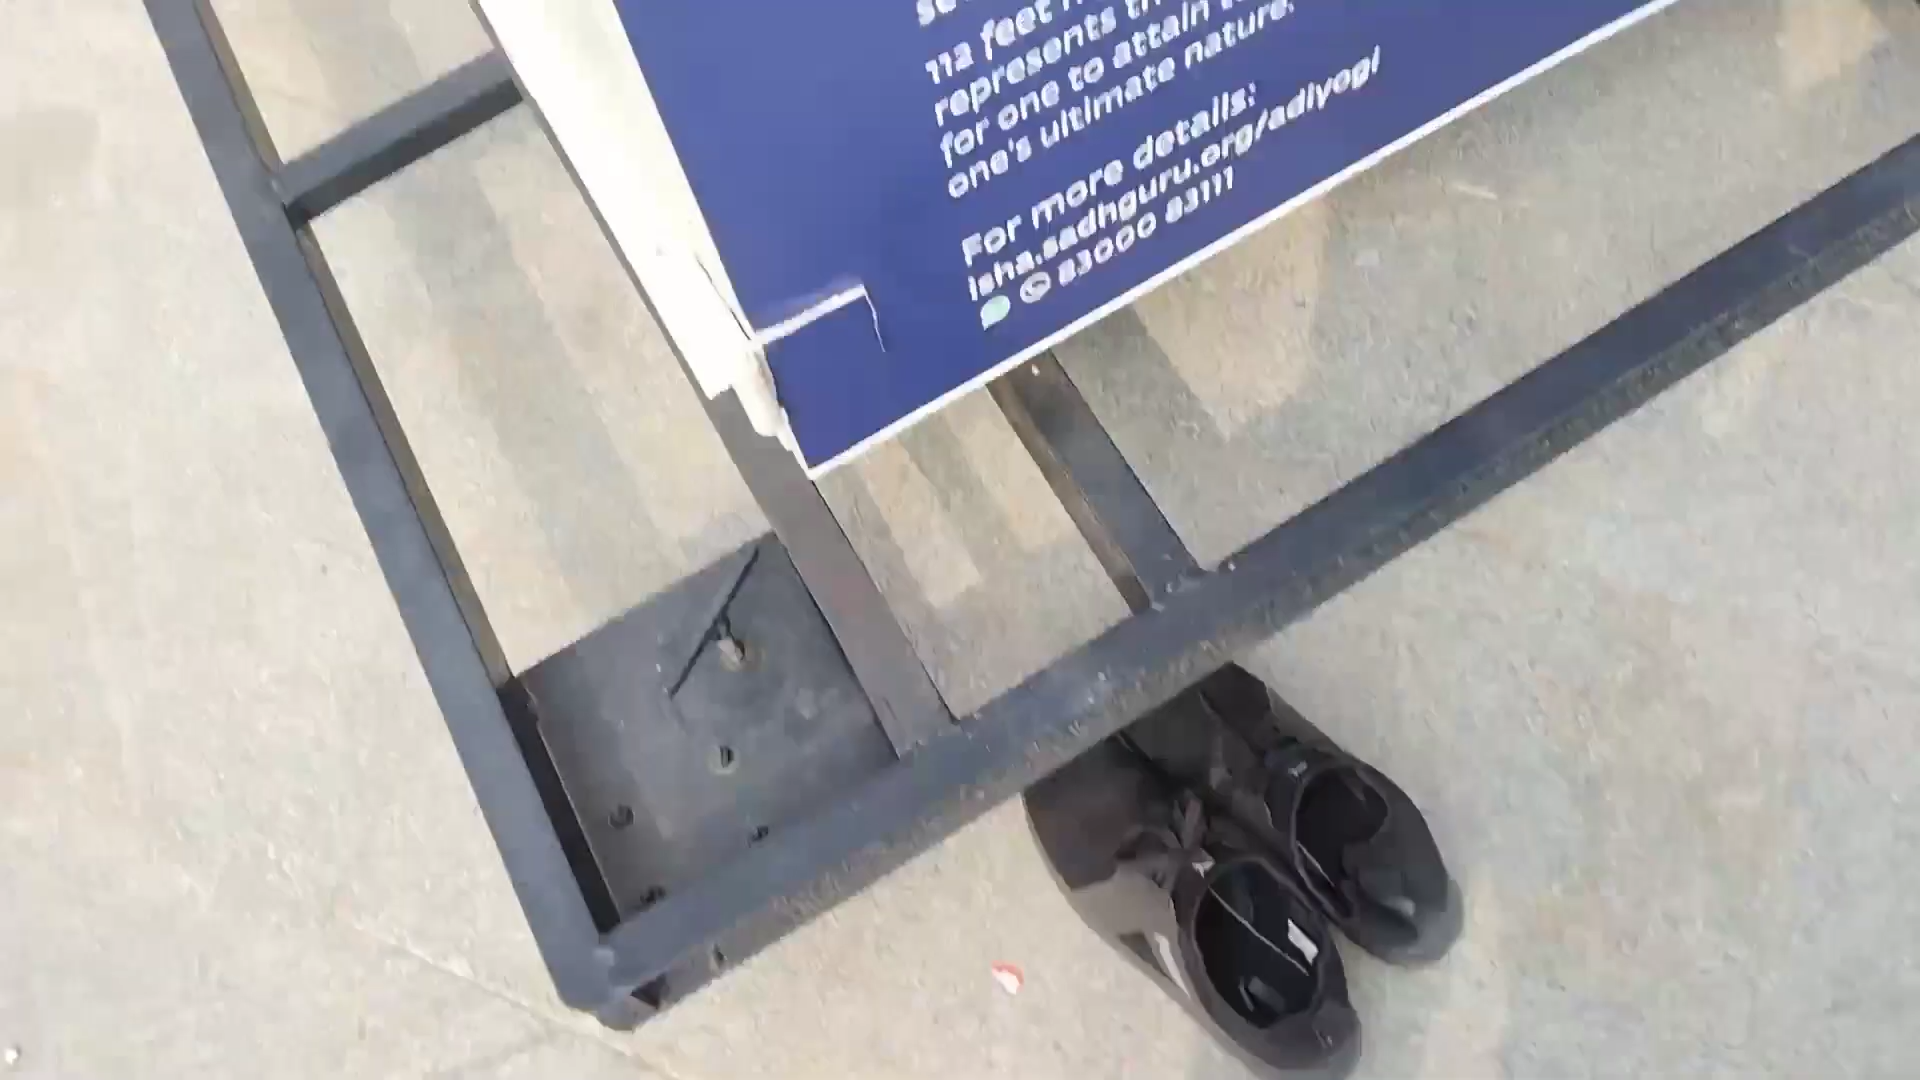 112 feet
represents
for one to attain
one's ultimate nature.
For more details:
isha.sadhguru.org/adiyogi
83000 83111